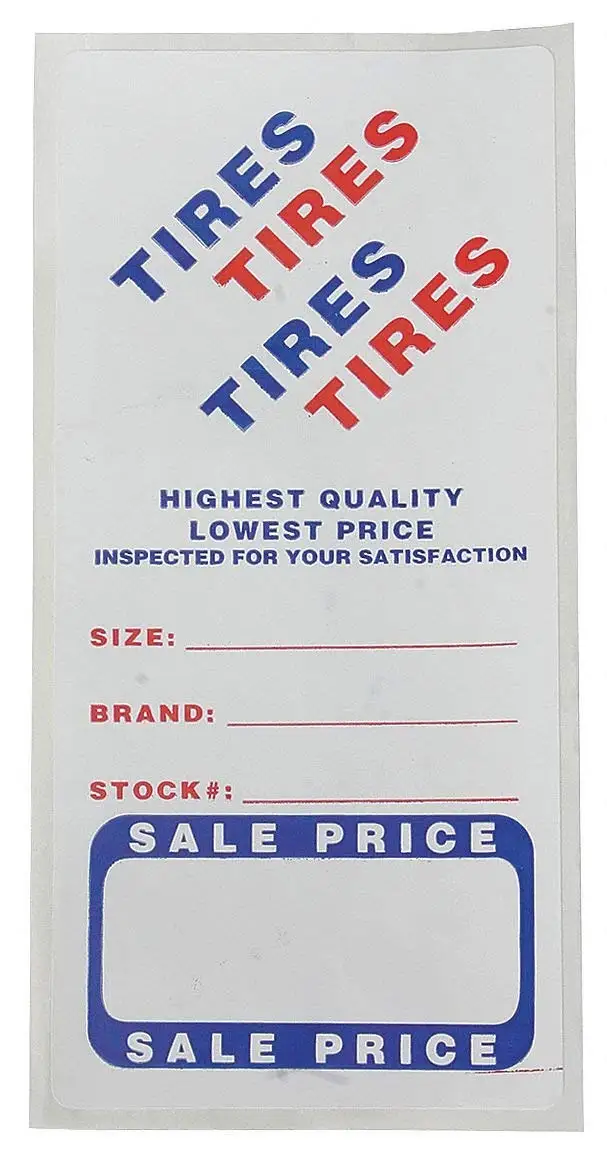 TIRES
TIRES
TIRES
TIRES
HIGHEST QUALITY
LOWEST PRICE
INSPECTED FOR YOUR SATISFACTION
SIZE:
BRAND:
STOCK#:
SALE PRICE
SALE PRICE